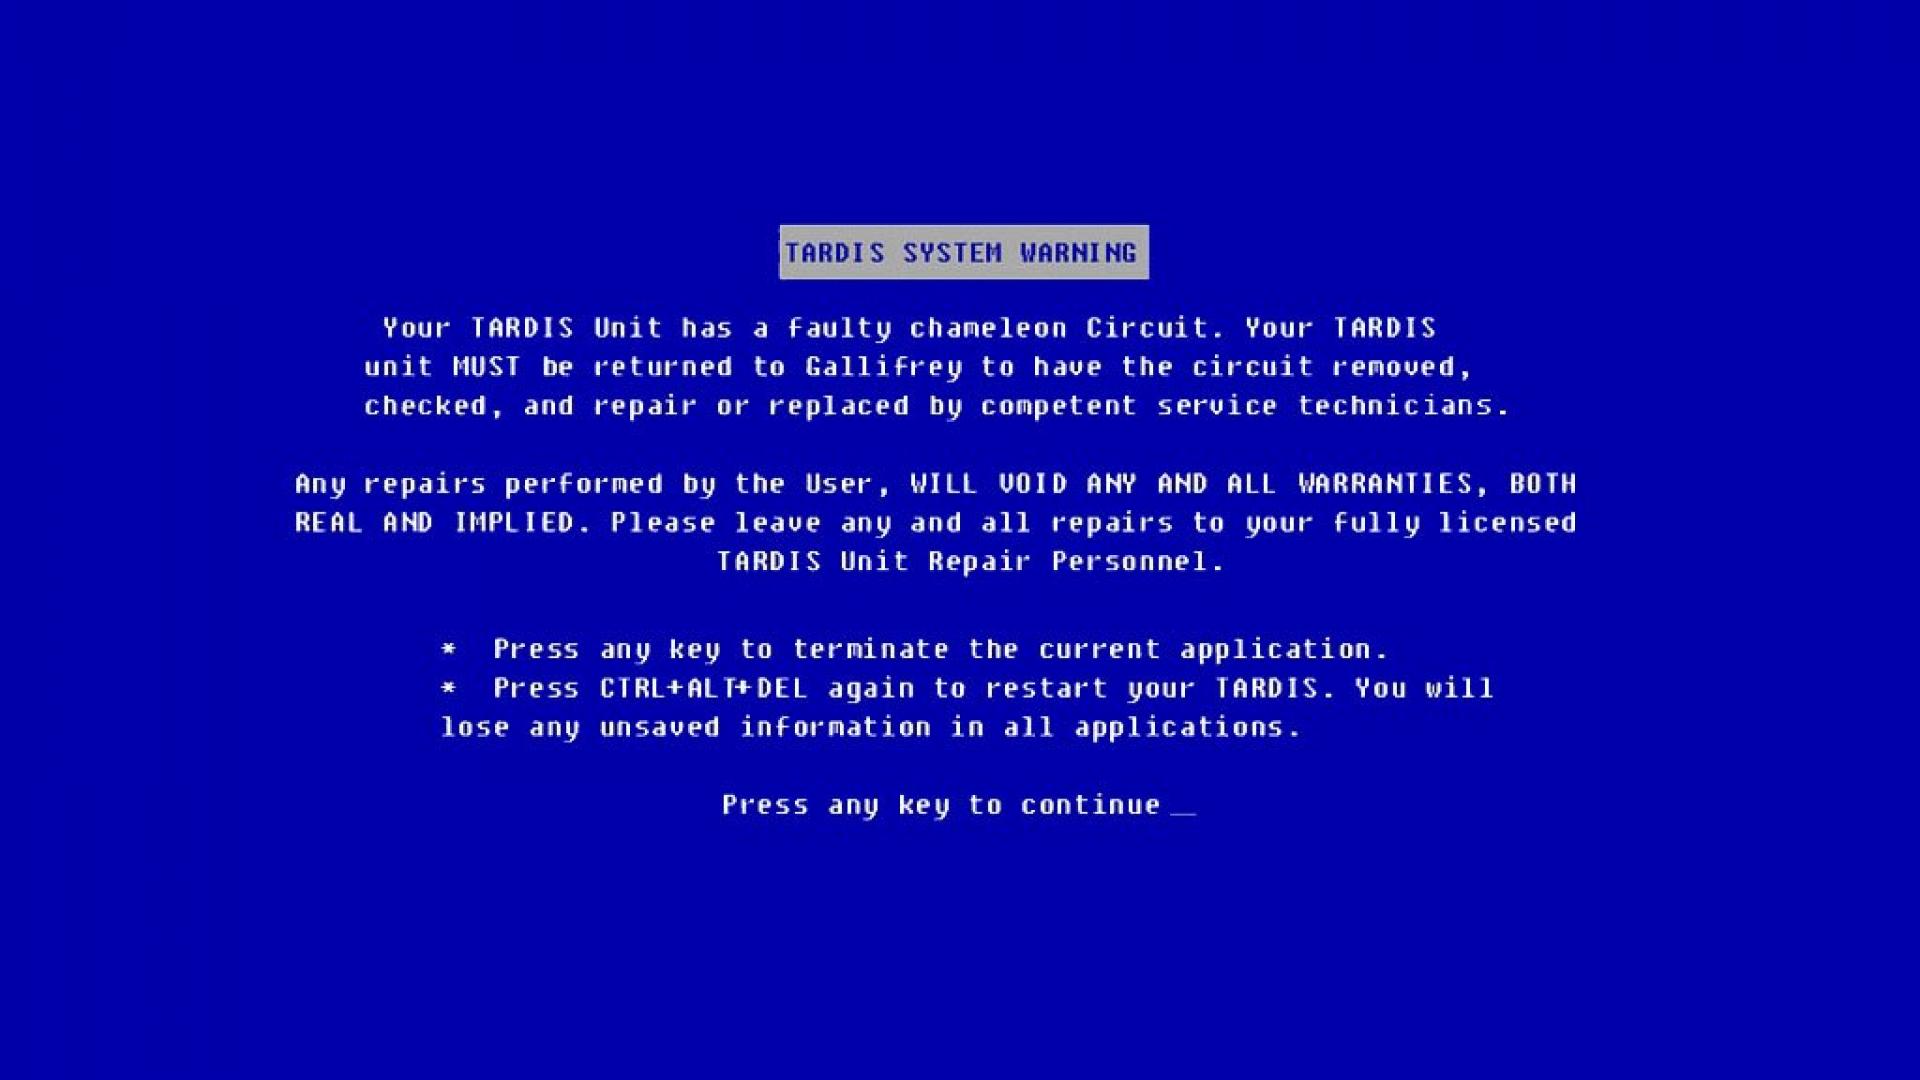 TARDIS SYSTEM WARNING
Your TARDIS Unit has a faulty chameleon Circuit. Your TARDIS
unit MUST be returned to Gallifrey to have the circuit removed,
checked, and repair or replaced by competent service technicians.
Any repairs performed by the User, WILL VOID ANY AND ALL WARRANTIES, BOTH
REAL AND IMPLIED. Please leave any and all repairs to your fully licensed
TARDIS Unit Repair Personnel.
* Press any key to terminate the current application.
* Press CTRL+ALT+DEL again to restart your TARDIS. You will
lose any unsaved information in all applications.
Press any key to continue _